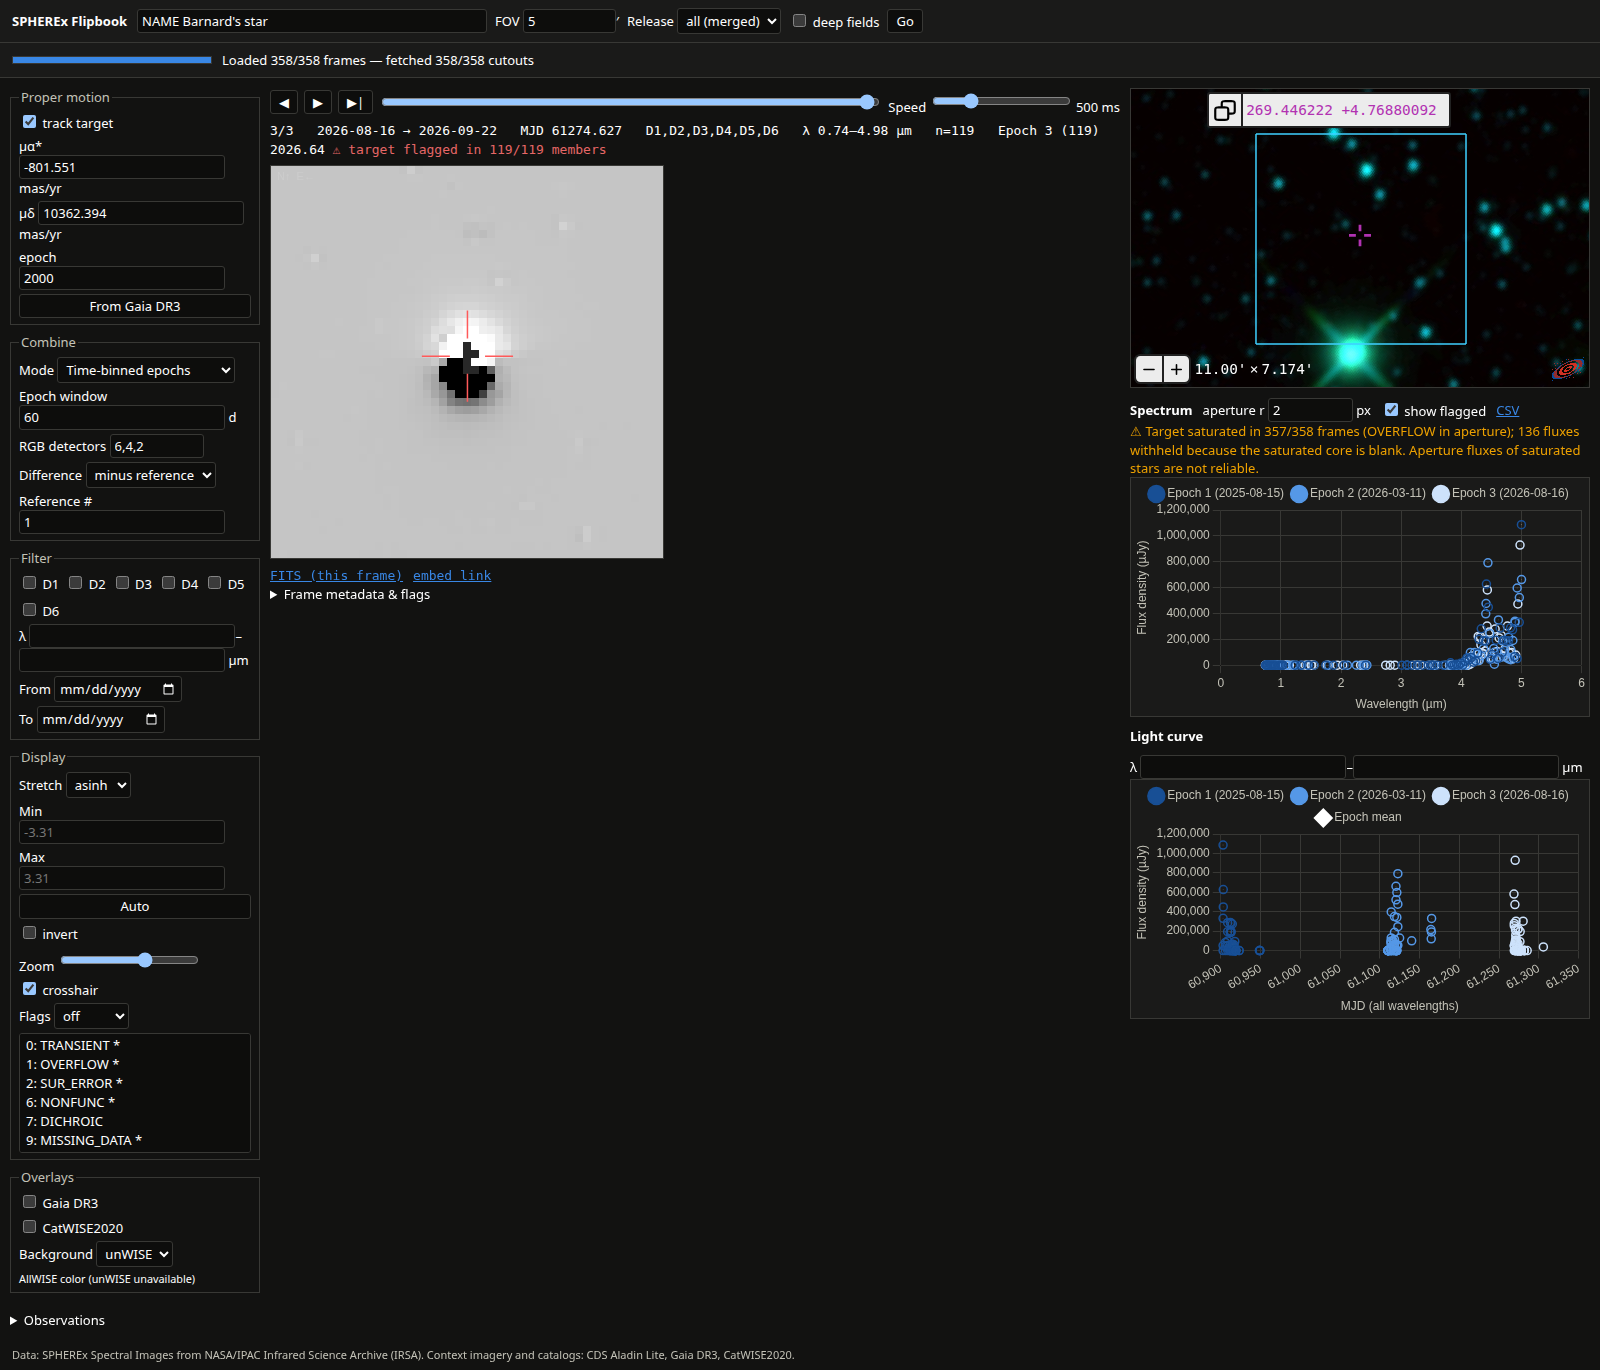 SPHEREx Flipbook NAME Barnard's star FOV 5 ′ Release all (merged) deep fields Go
Loaded 358/358 frames — fetched 358/358 cutouts
Proper motion
track target
μα*
-801.551
mas/yr
μδ 10362.394
mas/yr
epoch
2000
From Gaia DR3
Combine
Mode Time-binned epochs
Epoch window
60 d
RGB detectors 6,4,2
Difference minus reference
Reference #
1
Filter
D1 D2 D3 D4 D5
D6
λ –
μm
From mm/dd/yyyy
To mm/dd/yyyy
Display
Stretch asinh
Min
-3.31
Max
3.31
Auto
invert
Zoom
crosshair
Flags off
0: TRANSIENT *
1: OVERFLOW *
2: SUR_ERROR *
6: NONFUNC *
7: DICHROIC
9: MISSING_DATA *
Overlays
Gaia DR3
CatWISE2020
Background unWISE
AllWISE color (unWISE unavailable)
Observations
Speed 500 ms
3/3 2026-08-16 → 2026-09-22 MJD 61274.627 D1,D2,D3,D4,D5,D6 λ 0.74–4.98 μm n=119 Epoch 3 (119)
2026.64 ⚠ target flagged in 119/119 members
FITS (this frame) embed link
Frame metadata & flags
269.446222 +4.76880092
11.00' × 7.174'
Spectrum aperture r 2 px show flagged CSV
⚠ Target saturated in 357/358 frames (OVERFLOW in aperture); 136 fluxes
withheld because the saturated core is blank. Aperture fluxes of saturated
stars are not reliable.
Epoch 1 (2025-08-15) Epoch 2 (2026-03-11) Epoch 3 (2026-08-16)
Flux density (μJy)
1,200,000
1,000,000
800,000
600,000
400,000
200,000
0
0 1 2 3 4 5 6
Wavelength (μm)
Light curve
λ – μm
Epoch 1 (2025-08-15) Epoch 2 (2026-03-11) Epoch 3 (2026-08-16)
Epoch mean
Flux density (μJy)
1,200,000
1,000,000
800,000
600,000
400,000
200,000
0
60,900 60,950 61,000 61,050 61,100 61,150 61,200 61,250 61,300 61,350
MJD (all wavelengths)
Data: SPHEREx Spectral Images from NASA/IPAC Infrared Science Archive (IRSA). Context imagery and catalogs: CDS Aladin Lite, Gaia DR3, CatWISE2020.